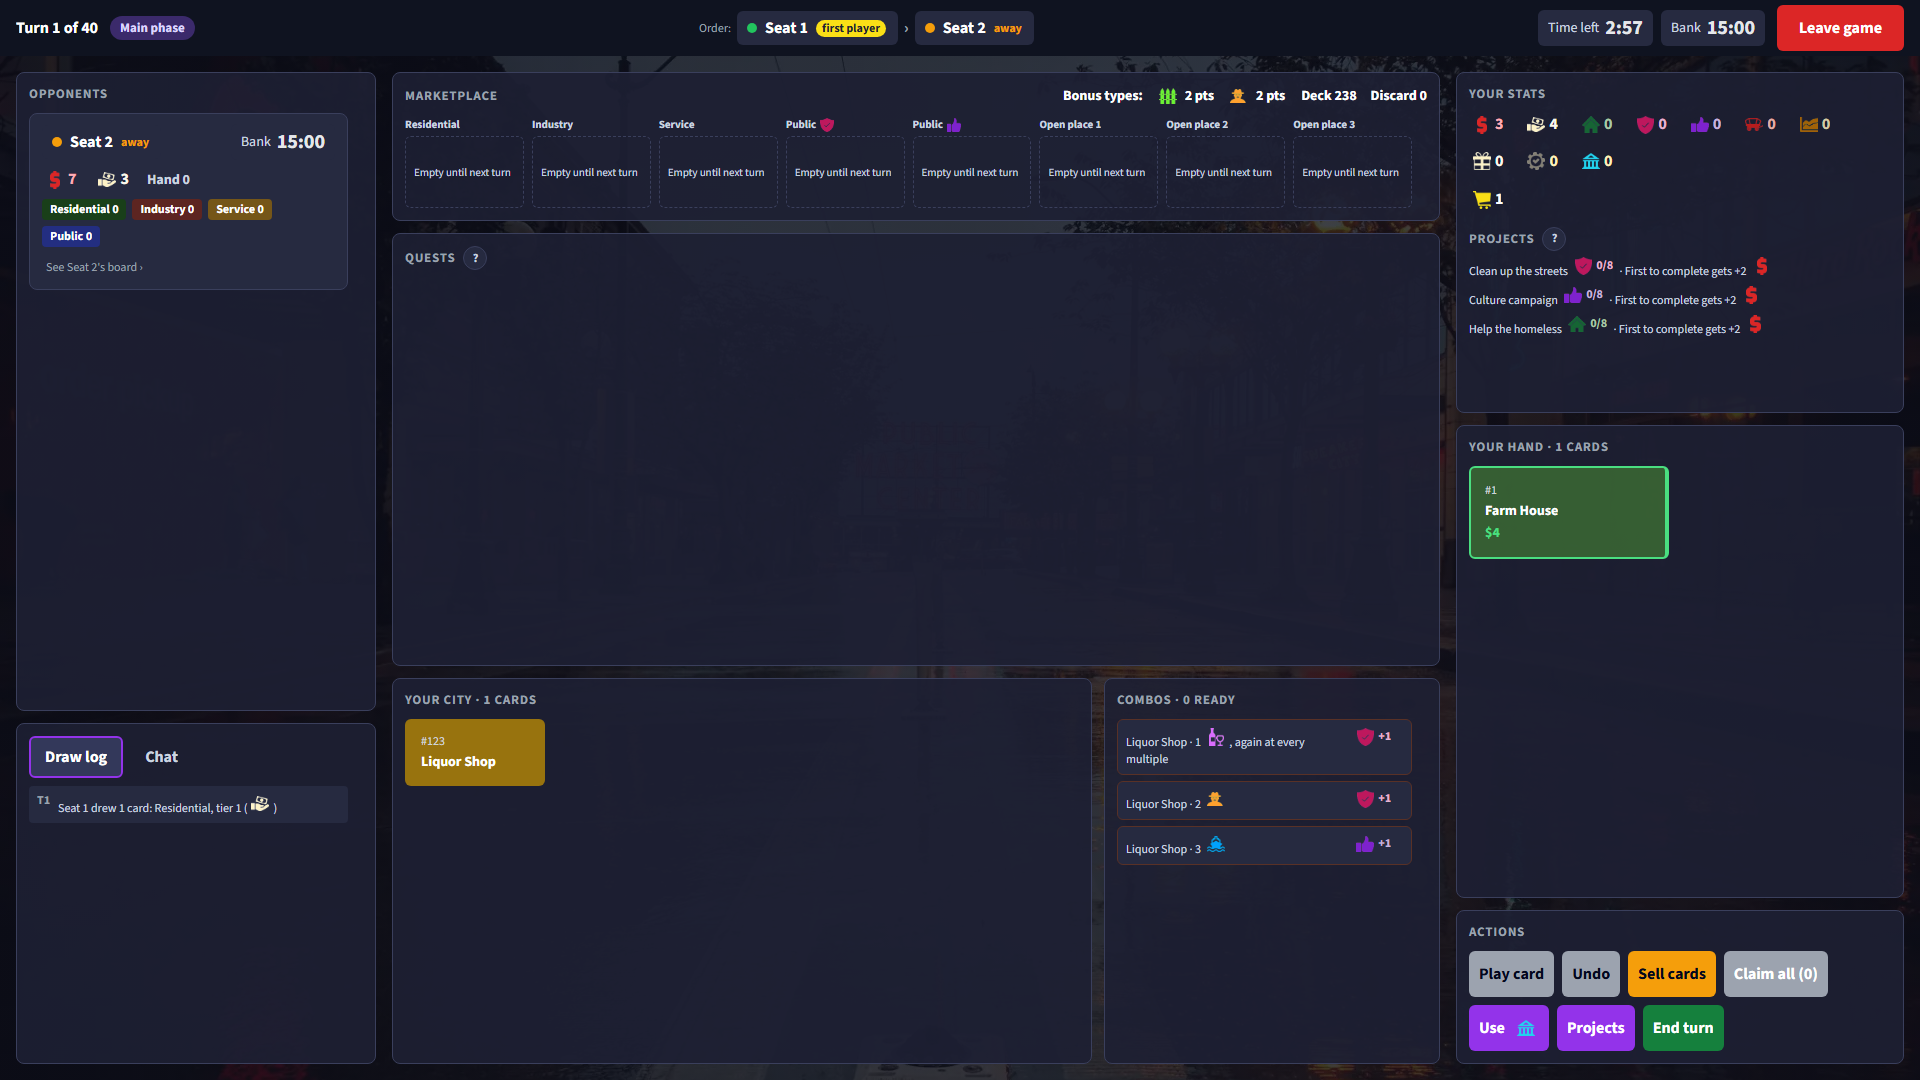 Turn 1 of 40 Main phase
Order: Seat 1 first player › Seat 2 away
Time left 2:57 Bank 15:00 Leave game
OPPONENTS
Seat 2 away Bank 15:00
7 3 Hand 0
Residential 0 Industry 0 Service 0
Public 0
See Seat 2's board ›
Draw log Chat
T1 Seat 1 drew 1 card: Residential, tier 1 ( )
MARKETPLACE
Bonus types: 2 pts 2 pts Deck 238 Discard 0
Residential Industry Service Public Public Open place 1 Open place 2 Open place 3
Empty until next turn Empty until next turn Empty until next turn Empty until next turn Empty until next turn Empty until next turn Empty until next turn Empty until next turn
QUESTS ?
YOUR CITY · 1 CARDS
#123
Liquor Shop
COMBOS · 0 READY
Liquor Shop · 1 , again at every +1
multiple
Liquor Shop · 2 +1
Liquor Shop · 3 +1
YOUR STATS
3 4 0 0 0 0 0
0 0 0
1
PROJECTS ?
Clean up the streets 0/8 · First to complete gets +2
Culture campaign 0/8 · First to complete gets +2
Help the homeless 0/8 · First to complete gets +2
YOUR HAND · 1 CARDS
#1
Farm House
$4
ACTIONS
Play card Undo Sell cards Claim all (0)
Use Projects End turn